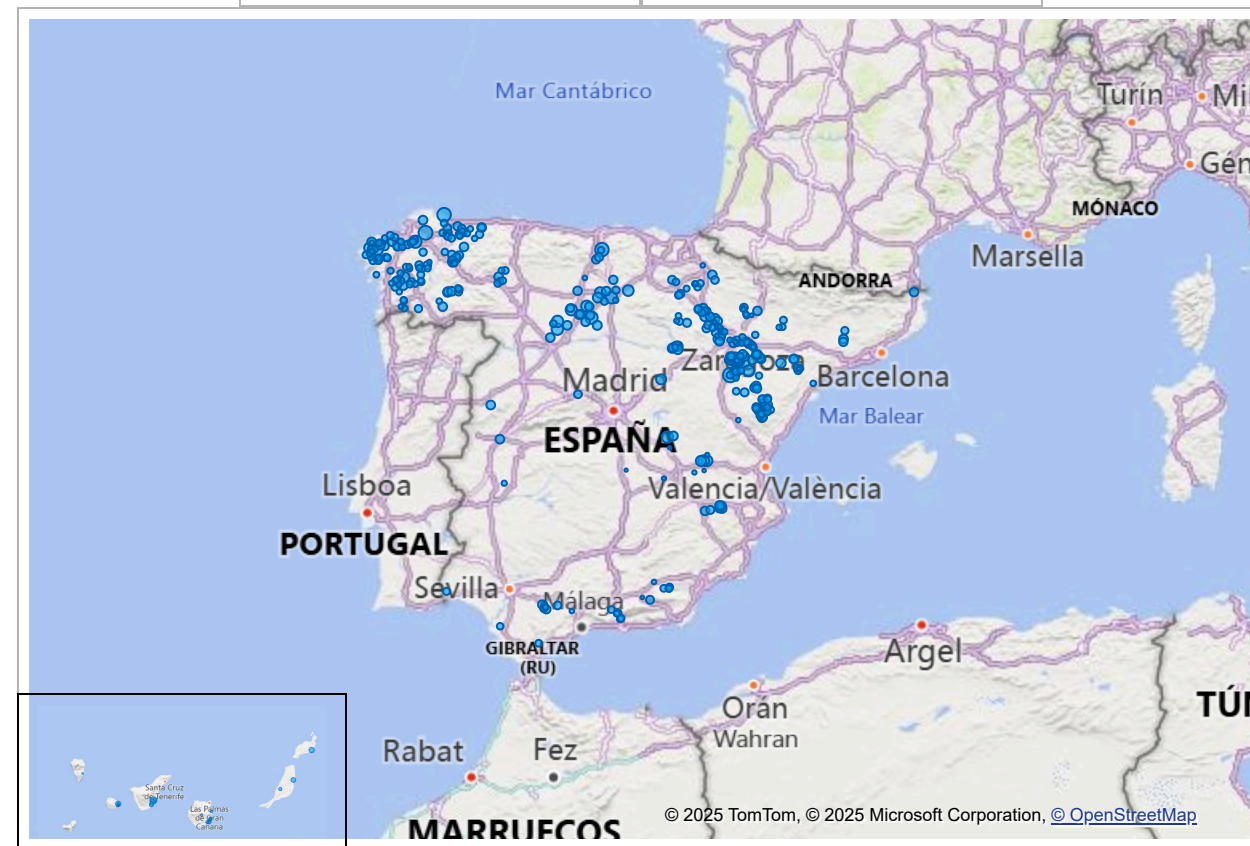 Mar Cantábrico
Turín
Mi
Gén
MÓNACO
Marsella
ANDORRA
Zaragoza
Barcelona
Madrid
Mar Balear
ESPAÑA
Lisboa
Valencia/València
PORTUGAL
Sevilla
Málaga
GIBRALTAR
(RU)
Argel
Orán
Wahran
TÚ
Rabat
Fez
Santa Cruz
de Tenerife
Las Palmas
de Gran
Canaria
MARRUECOS
© 2025 TomTom, © 2025 Microsoft Corporation, © OpenStreetMap